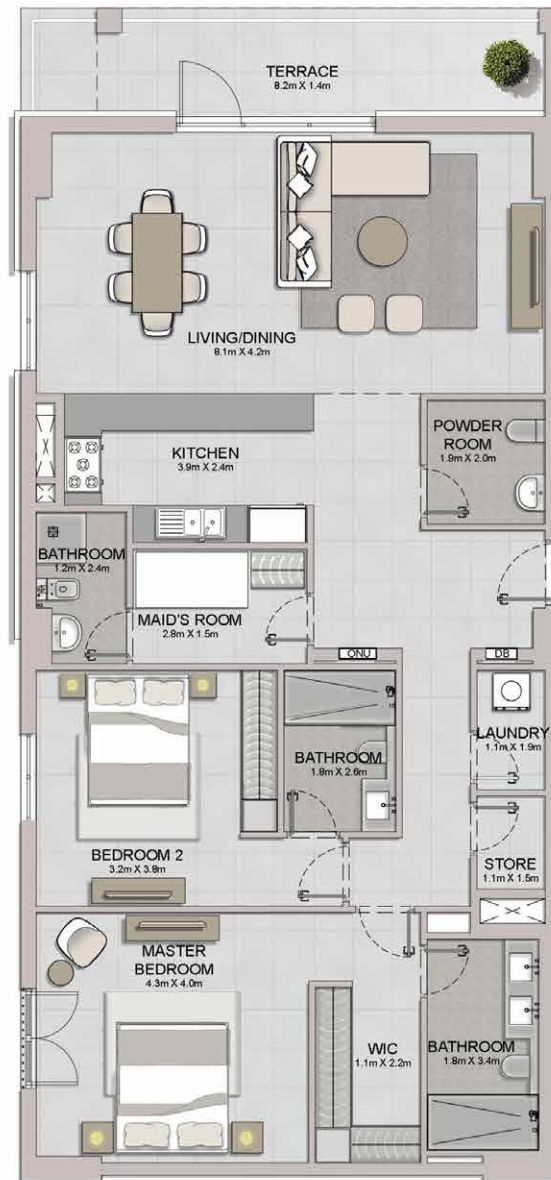 TERRACE
8.2m X 1.4m
LIVING/DINING
8.1m X 4.2m
KITCHEN
3.9m X 2.4m
POWDER
ROOM
1.9m X 2.0m
BATHROOM
1.2m X 2.4m
MAID'S ROOM
2.8m X 1.5m
ONU
DB
LAUNDRY
1.1m X 1.9m
BATHROOM
1.8m X 2.6m
BEDROOM 2
3.2m X 3.8m
STORE
1.1m X 1.5m
MASTER
BEDROOM
4.3m X 4.0m
WIC
1.1m X 2.2m
BATHROOM
1.8m X 3.4m